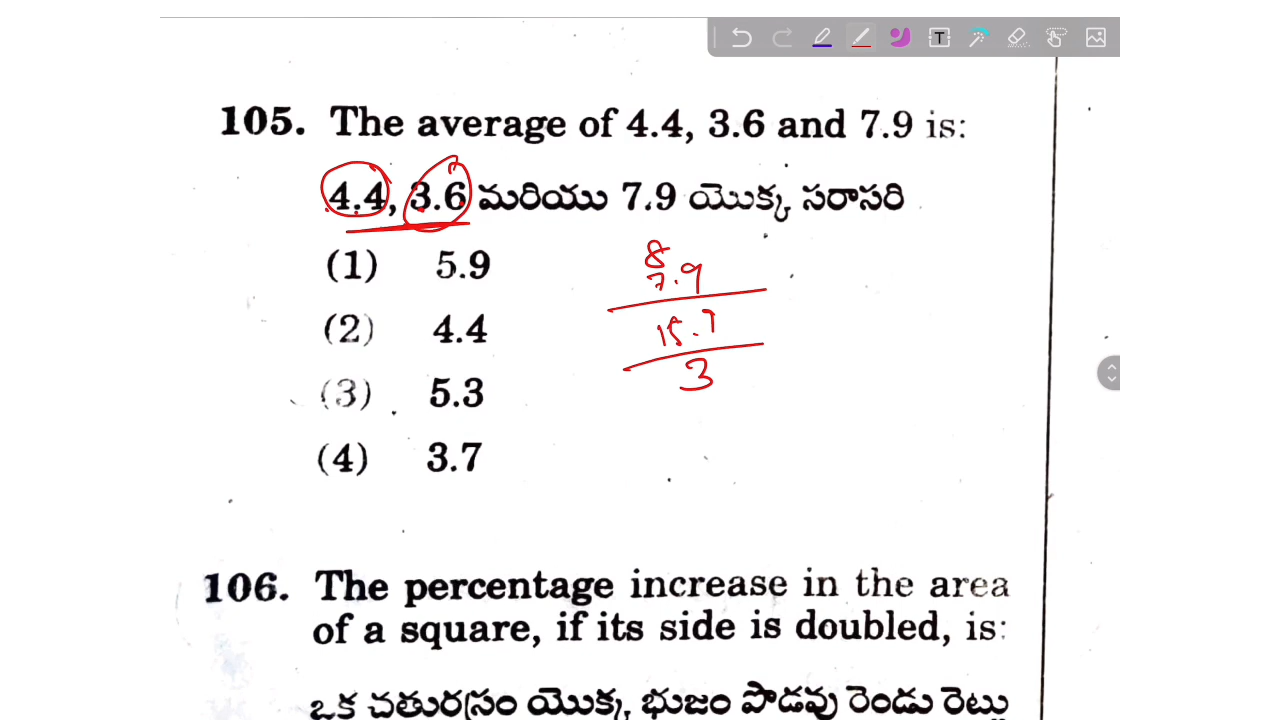 T
105. The average of 4.4, 3.6 and 7.9 is:
4.4, 3.6 మరియు 7.9 యొక్క సరాసరి
(1) 5.9
(2) 4.4
(3) 5.3
(4) 3.7
8
7.9
15.9
3
106. The percentage increase in the area
of a square, if its side is doubled, is:
ఒక చతురస్రం యొక్క భుజం పొడవు రెండు రెట్లు